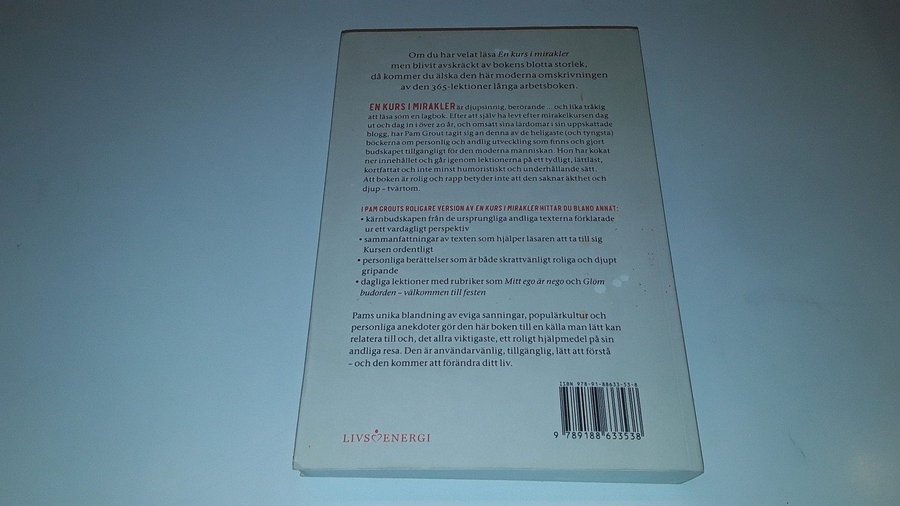 Om du har velat läsa En kurs i mirakler
men blivit avskräckt av bokens blotta storlek,
då kommer du älska den här moderna omskrivningen
av den 365-lektioner långa arbetsboken.
EN KURS I MIRAKLER är djupsinnig, berörande ... och lika tråkig
att läsa som en lagbok. Efter att själv ha levt efter mirakelkursen dag
ut och dag in i över 20 år, och omsatt sina lärdomar i sin uppskattade
blogg, har Pam Grout tagit sig an denna av de heligaste (och tyngsta)
böckerna om personlig och andlig utveckling som finns och gjort
budskapet tillgängligt för den moderna människan. Hon har kokat
ner innehållet och går igenom lektionerna på ett tydligt, lättläst,
kortfattat och inte minst humoristiskt och underhållande sätt.
Att boken är rolig och rapp betyder inte att den saknar äkthet och
djup – tvärtom.
I PAM GROUTS ROLIGARE VERSION AV EN KURS I MIRAKLER HITTAR DU BLAND ANNAT:
• kärnbudskapen från de ursprungliga andliga texterna förklarade
ur ett vardagligt perspektiv
• sammanfattningar av texten som hjälper läsaren att ta till sig
Kursen ordentligt
• personliga berättelser som är både skrattvänligt roliga och djupt
gripande
• dagliga lektioner med rubriker som Mitt ego är nego och Glöm
budorden – välkommen till festen
Pams unika blandning av eviga sanningar, populärkultur och
personliga anekdoter gör den här boken till en källa man lätt kan
relatera till och, det allra viktigaste, ett roligt hjälpmedel på sin
andliga resa. Den är användarvänlig, tillgänglig, lätt att förstå
– och den kommer att förändra ditt liv.
ISBN 978-91-88633-53-8
9 789188 633538
LIVSENERGI